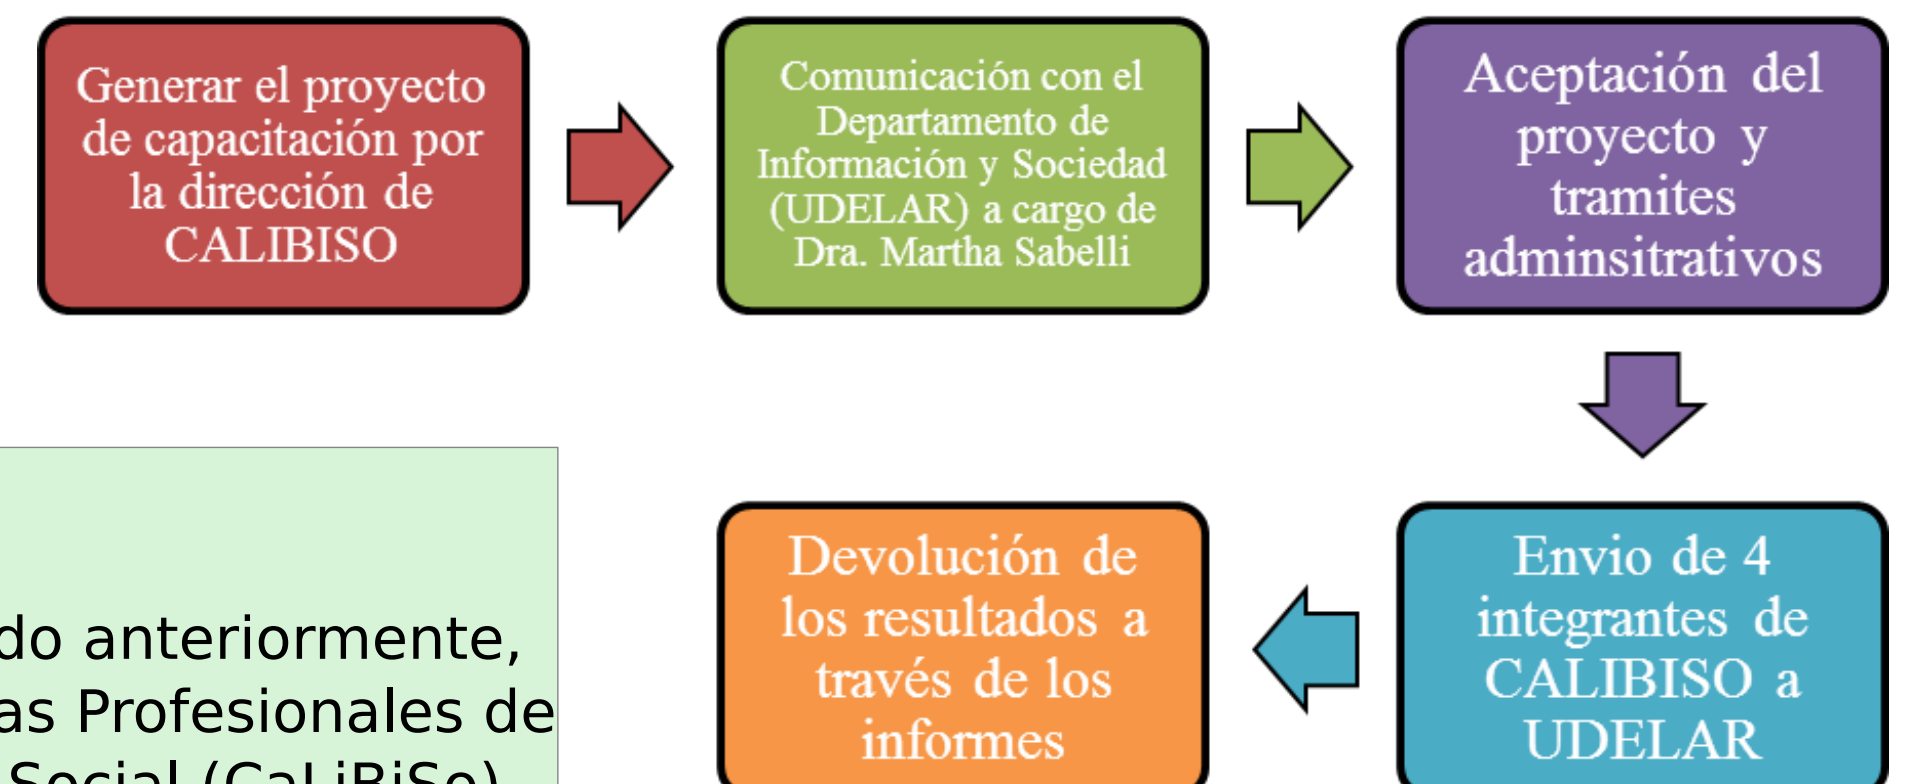 Generar el proyecto
de capacitación por
la dirección de
CALIBISO
Comunicación con el
Departamento de
Información y Sociedad
(UDELAR) a cargo de
Dra. Martha Sabelli
Aceptación del
proyecto y
tramites
adminsitrativos
Envio de 4
integrantes de
CALIBISO a
UDELAR
Devolución de
los resultados a
través de los
informes
do anteriormente,
as Profesionales de
Social (CaLiBiSo)